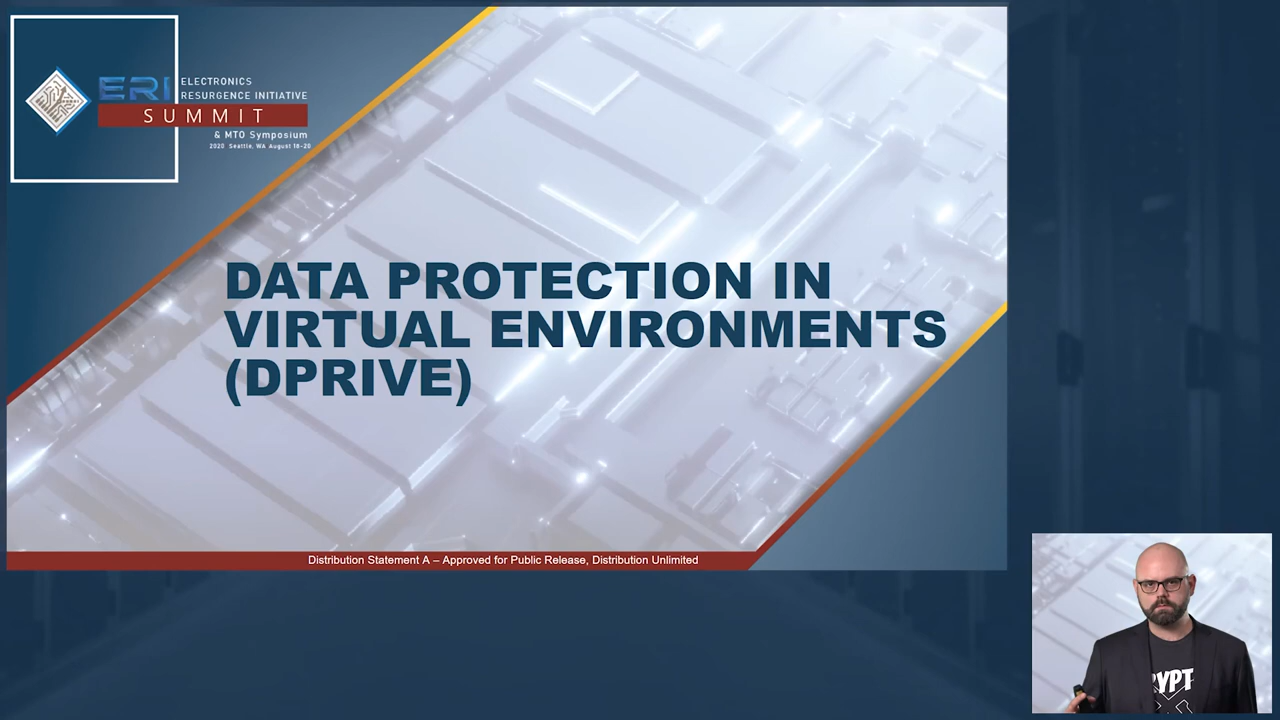 ERI ELECTRONICS
RESURGENCE INITIATIVE
SUMMIT
& MTO Symposium
2020 Seattle, WA August 18-20
DATA PROTECTION IN
VIRTUAL ENVIRONMENTS
(DPRIVE)
Distribution Statement A – Approved for Public Release, Distribution Unlimited